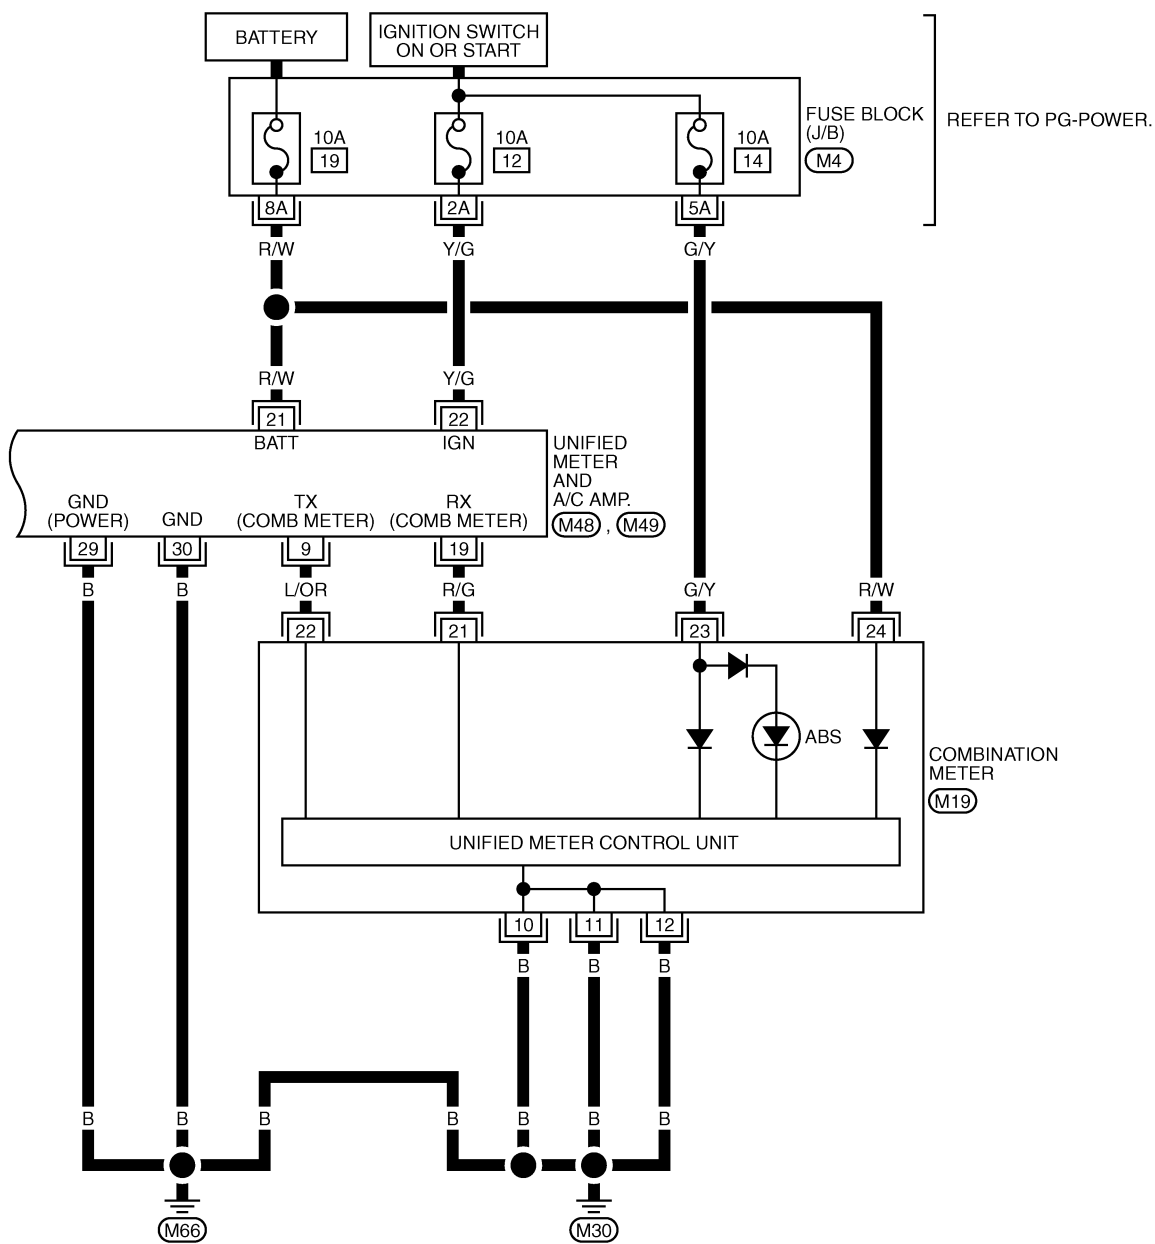 BATTERY
IGNITION SWITCH
ON OR START
10A
19
10A
12
10A
14
FUSE BLOCK
(J/B)
M4
REFER TO PG-POWER.
8A
2A
5A
R/W
Y/G
G/Y
R/W
Y/G
21
22
BATT
IGN
UNIFIED
METER
AND
A/C AMP.
M48 , M49
GND
(POWER)
GND
TX
(COMB METER)
RX
(COMB METER)
29
30
9
19
B
B
L/OR
R/G
G/Y
R/W
22
21
23
24
ABS
COMBINATION
METER
M19
UNIFIED METER CONTROL UNIT
10
11
12
B
B
B
B
B
B
B
B
B
B
M66
M30